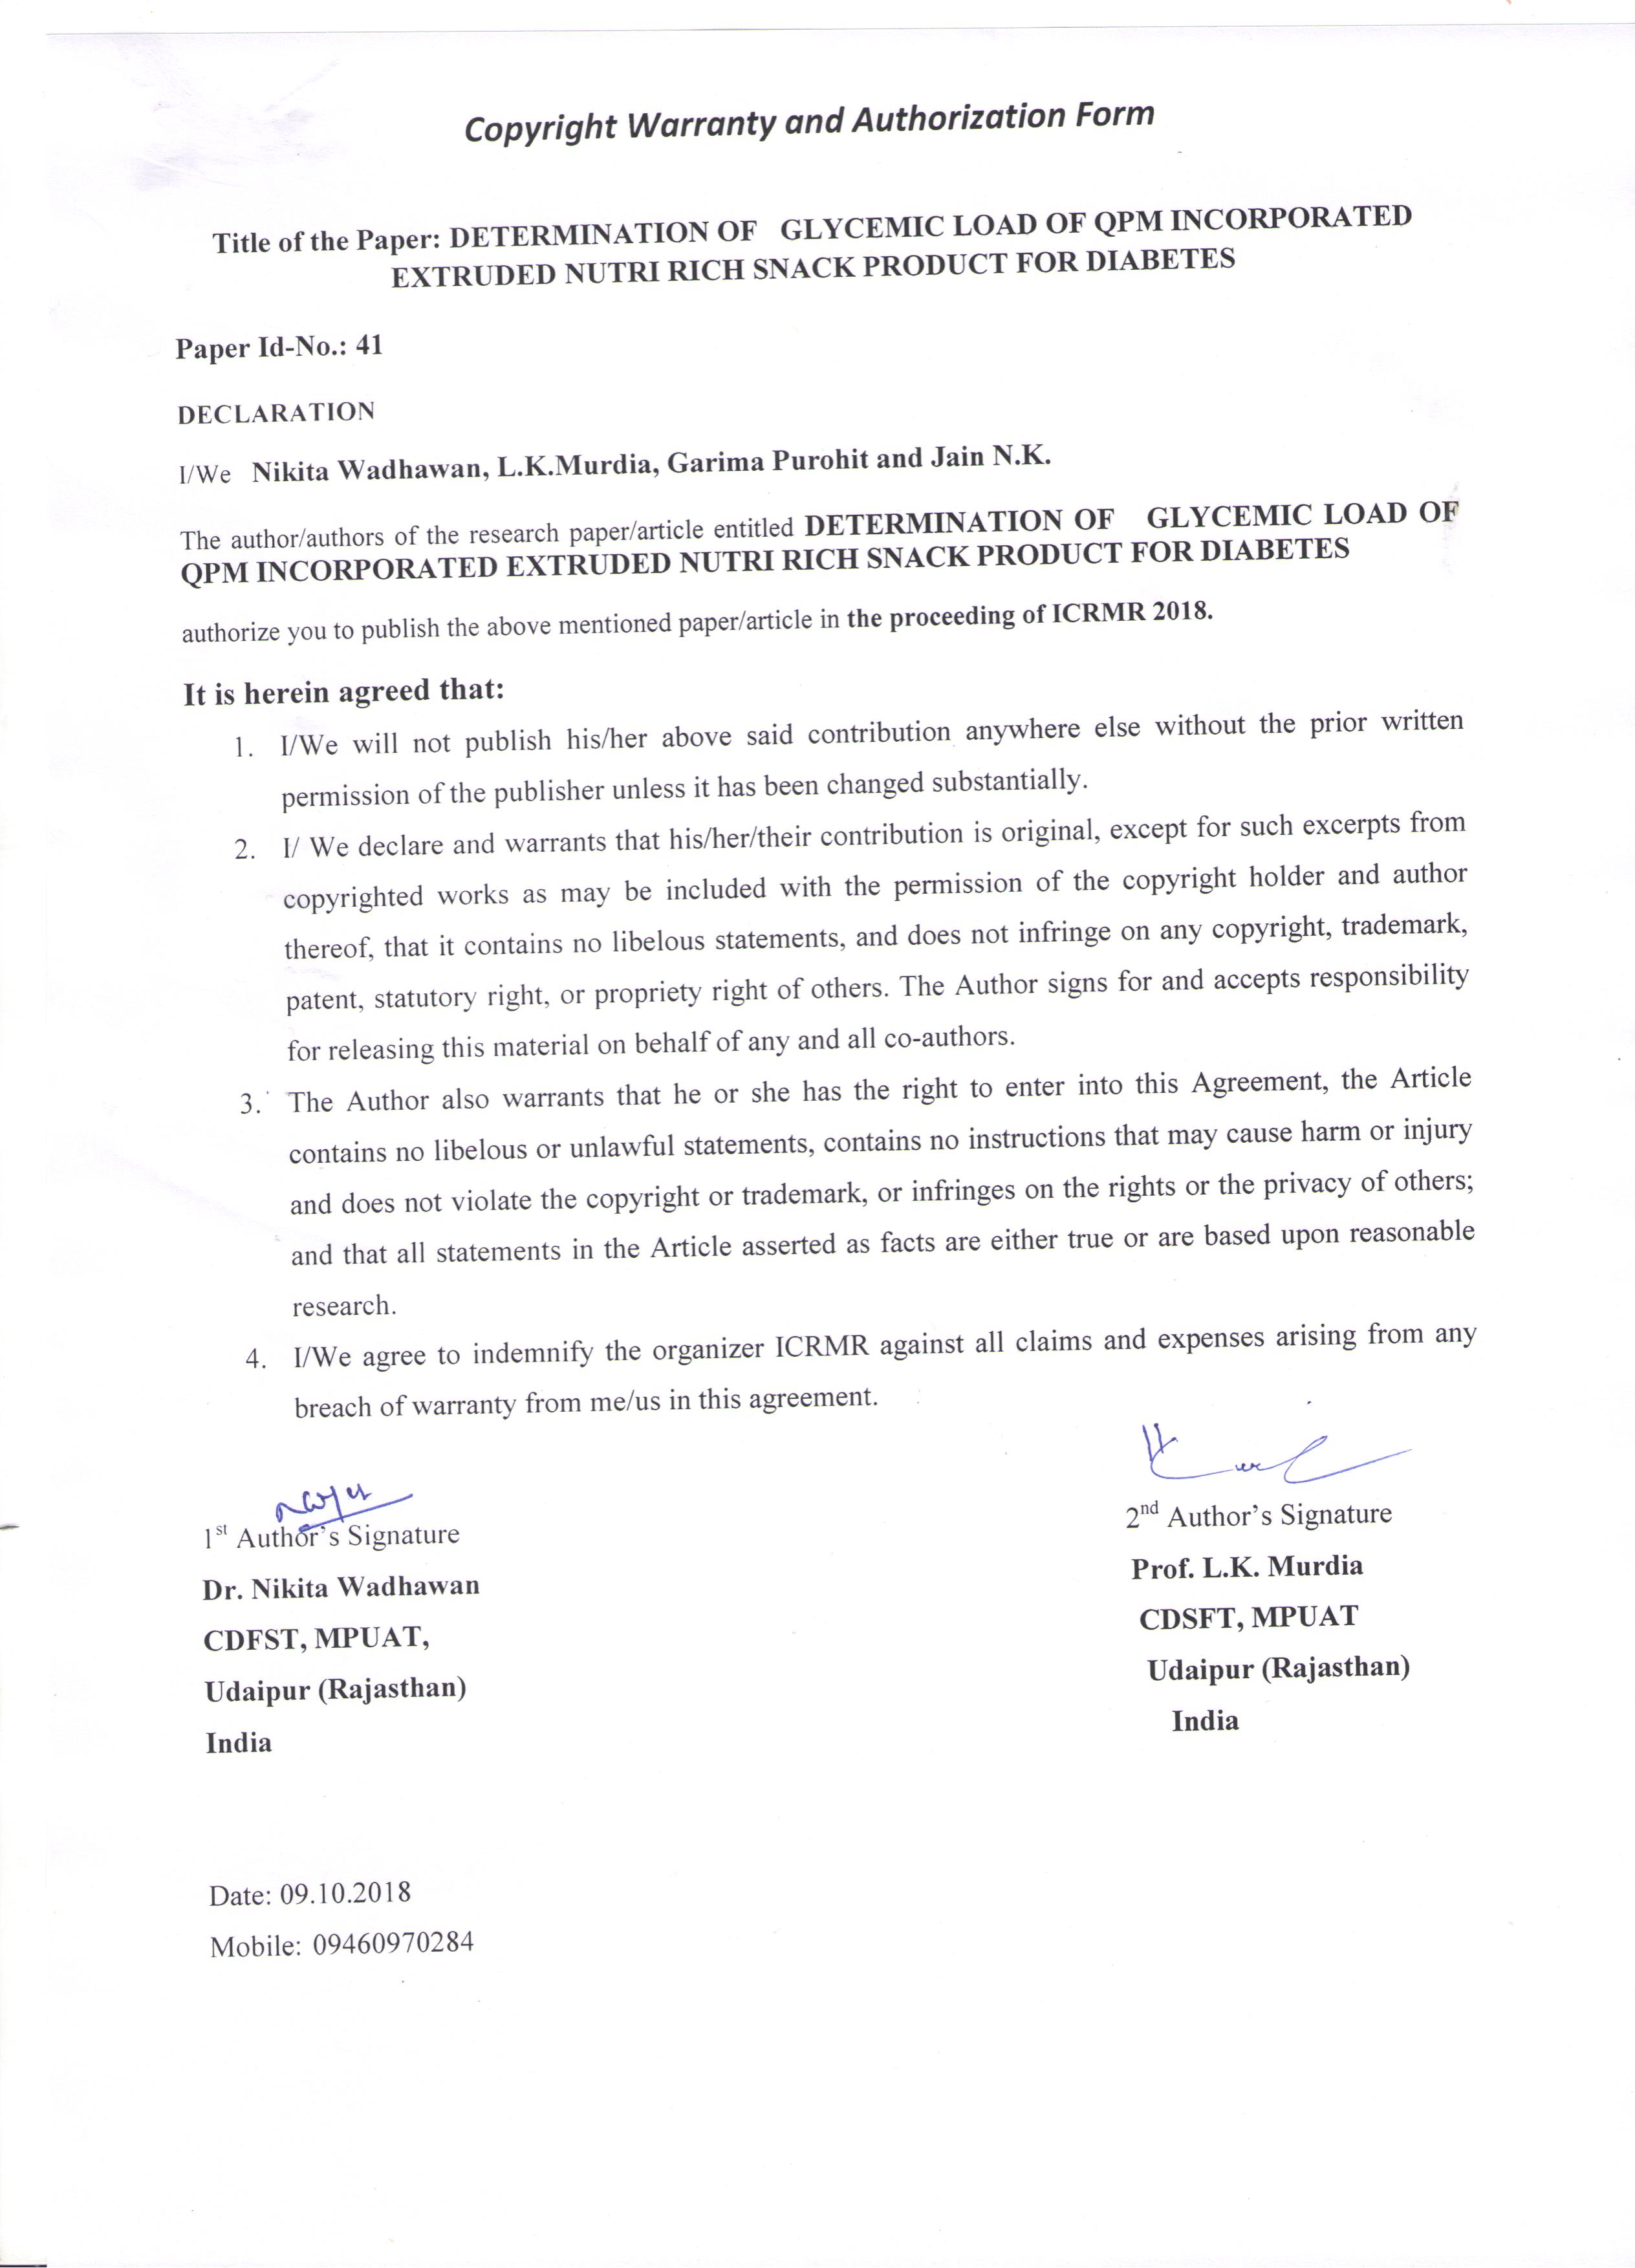 Copyright Warranty and Authorization Form
Title of the Paper: DETERMINATION OF GLYCEMIC LOAD OF QPM INCORPORATED
EXTRUDED NUTRI RICH SNACK PRODUCT FOR DIABETES
Paper Id-No.: 41
DECLARATION
I/We Nikita Wadhawan, L.K.Murdia, Garima Purohit and Jain N.K.
The author/authors of the research paper/article entitled DETERMINATION OF GLYCEMIC LOAD OF
QPM INCORPORATED EXTRUDED NUTRI RICH SNACK PRODUCT FOR DIABETES
authorize you to publish the above mentioned paper/article in the proceeding of ICRMR 2018.
It is herein agreed that:
1. I/We will not publish his/her above said contribution anywhere else without the prior written
permission of the publisher unless it has been changed substantially.
2. I/ We declare and warrants that his/her/their contribution is original, except for such excerpts from
copyrighted works as may be included with the permission of the copyright holder and author
thereof, that it contains no libelous statements, and does not infringe on any copyright, trademark,
patent, statutory right, or propriety right of others. The Author signs for and accepts responsibility
for releasing this material on behalf of any and all co-authors.
3. The Author also warrants that he or she has the right to enter into this Agreement, the Article
contains no libelous or unlawful statements, contains no instructions that may cause harm or injury
and does not violate the copyright or trademark, or infringes on the rights or the privacy of others;
and that all statements in the Article asserted as facts are either true or are based upon reasonable
research.
4. I/We agree to indemnify the organizer ICRMR against all claims and expenses arising from any
breach of warranty from me/us in this agreement.
1st Author's Signature
Dr. Nikita Wadhawan
CDFST, MPUAT,
Udaipur (Rajasthan)
India
2nd Author's Signature
Prof. L.K. Murdia
CDSFT, MPUAT
Udaipur (Rajasthan)
India
Date: 09.10.2018
Mobile: 09460970284